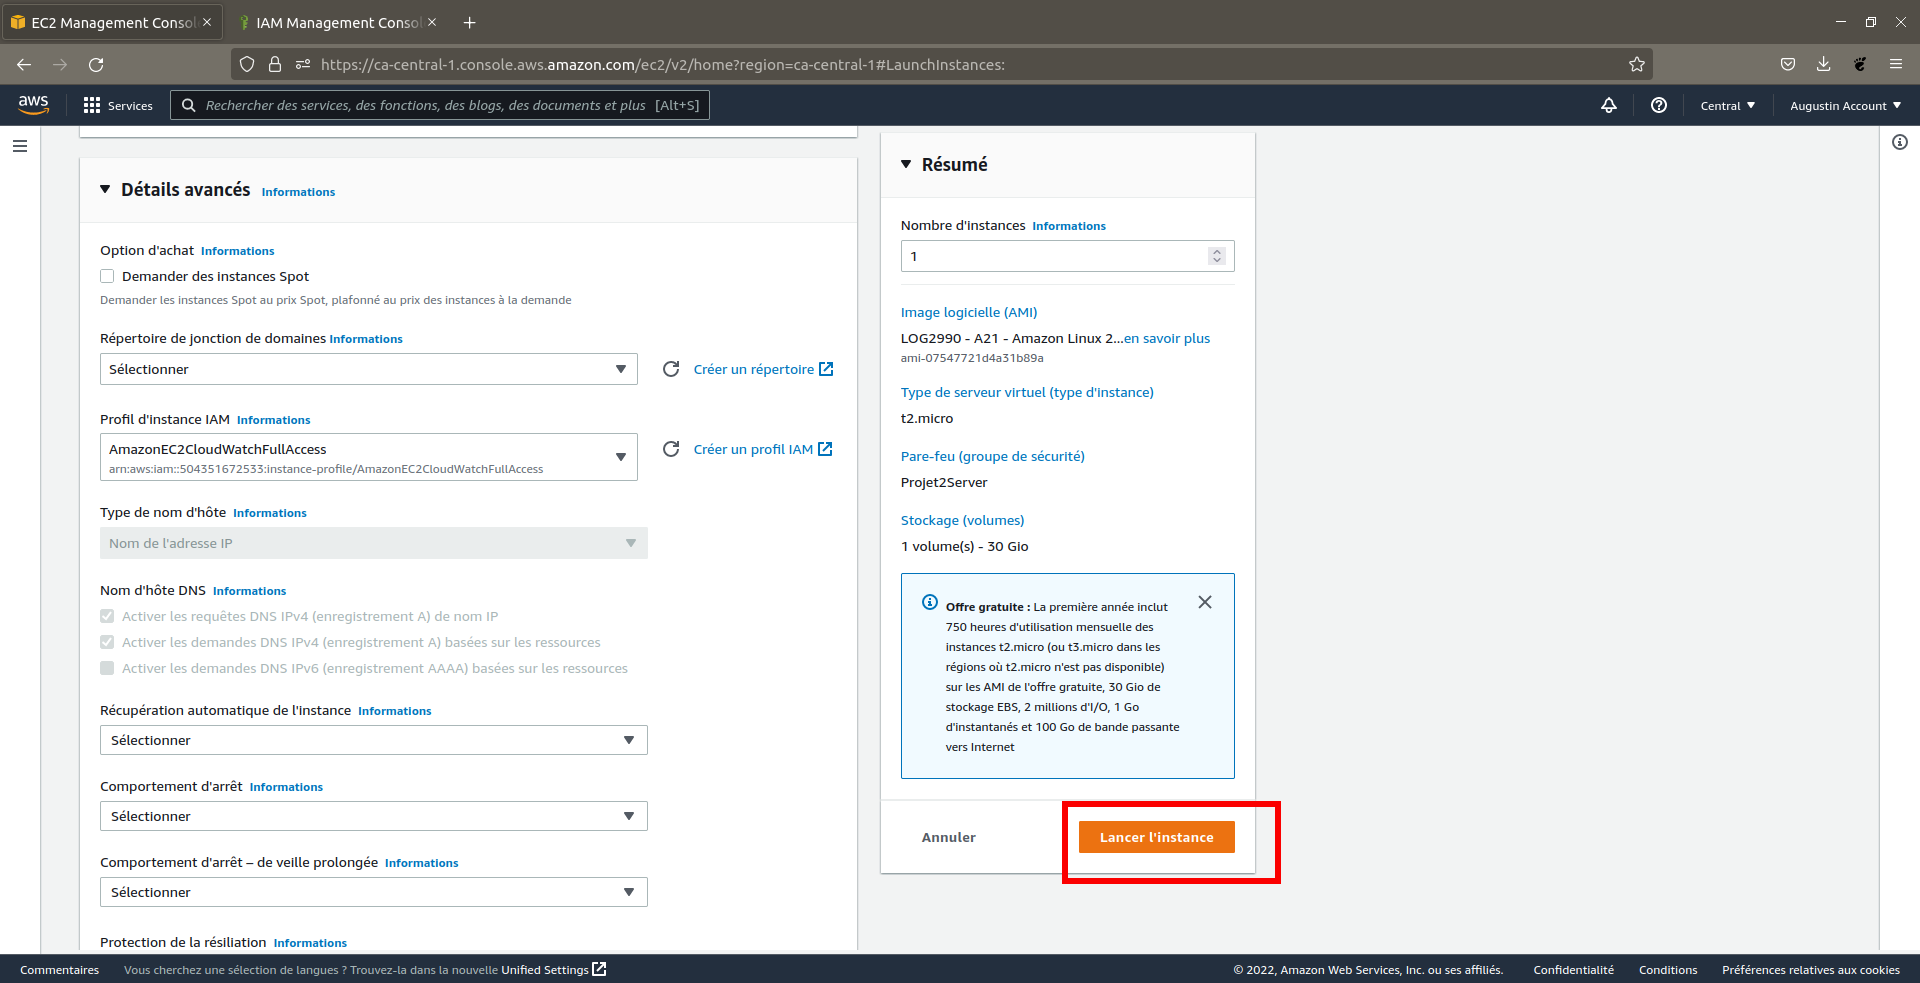 EC2 Management Consol
IAM Management Consol
https://ca-central-1.console.aws.amazon.com/ec2/v2/home?region=ca-central-1#LaunchInstances:
aws
Services
Rechercher des services, des fonctions, des blogs, des documents et plus [Alt+S]
Central
Augustin Account
Détails avancés Informations
Option d'achat Informations
Demander des instances Spot
Demander les instances Spot au prix Spot, plafonné au prix des instances à la demande
Répertoire de jonction de domaines Informations
Sélectionner
Créer un répertoire
Profil d'instance IAM Informations
AmazonEC2CloudWatchFullAccess
arn:aws:iam::504351672533:instance-profile/AmazonEC2CloudWatchFullAccess
Créer un profil IAM
Type de nom d'hôte Informations
Nom de l'adresse IP
Nom d'hôte DNS Informations
Activer les requêtes DNS IPv4 (enregistrement A) de nom IP
Activer les demandes DNS IPv4 (enregistrement A) basées sur les ressources
Activer les demandes DNS IPv6 (enregistrement AAAA) basées sur les ressources
Récupération automatique de l'instance Informations
Sélectionner
Comportement d'arrêt Informations
Sélectionner
Comportement d'arrêt – de veille prolongée Informations
Sélectionner
Protection de la résiliation Informations
Résumé
Nombre d'instances Informations
1
Image logicielle (AMI)
LOG2990 - A21 - Amazon Linux 2...en savoir plus
ami-07547721d4a31b89a
Type de serveur virtuel (type d'instance)
t2.micro
Pare-feu (groupe de sécurité)
Projet2Server
Stockage (volumes)
1 volume(s) - 30 Gio
Offre gratuite : La première année inclut
750 heures d'utilisation mensuelle des
instances t2.micro (ou t3.micro dans les
régions où t2.micro n'est pas disponible)
sur les AMI de l'offre gratuite, 30 Gio de
stockage EBS, 2 millions d'I/O, 1 Go
d'instantanés et 100 Go de bande passante
vers Internet
Annuler
Lancer l'instance
Commentaires
Vous cherchez une sélection de langues ? Trouvez-la dans la nouvelle Unified Settings
© 2022, Amazon Web Services, Inc. ou ses affiliés.
Confidentialité
Conditions
Préférences relatives aux cookies